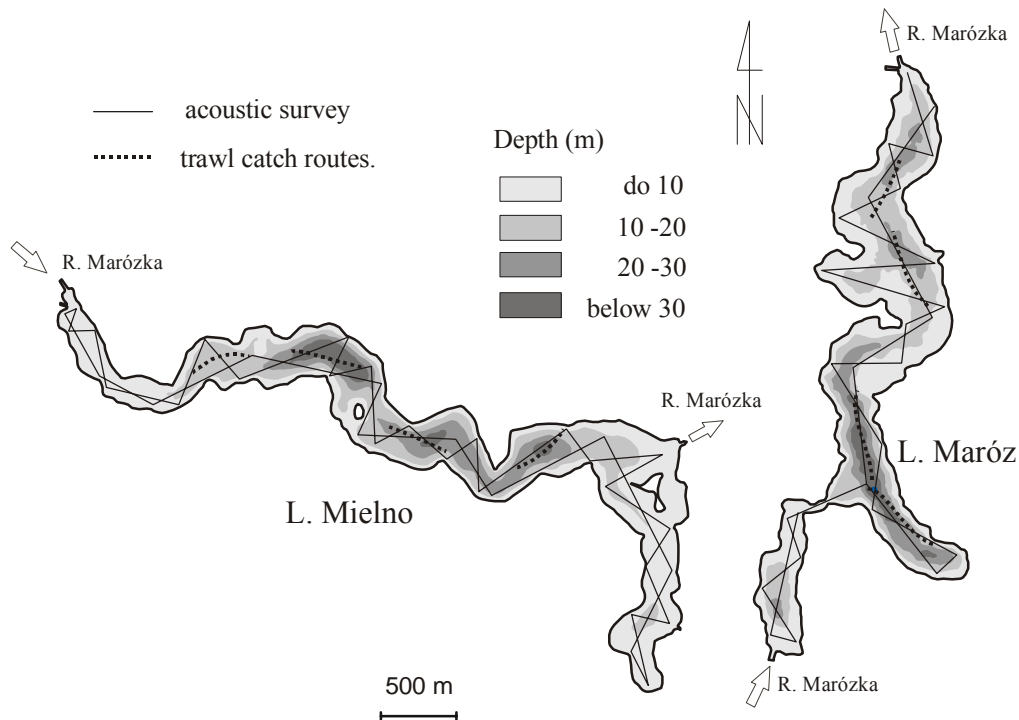 R. Marózka
acoustic survey
trawl catch routes.
Depth (m)
do 10
10 -20
20 -30
below 30
N
R. Marózka
R. Marózka
L. Mielno
L. Maróz
R. Marózka
500 m